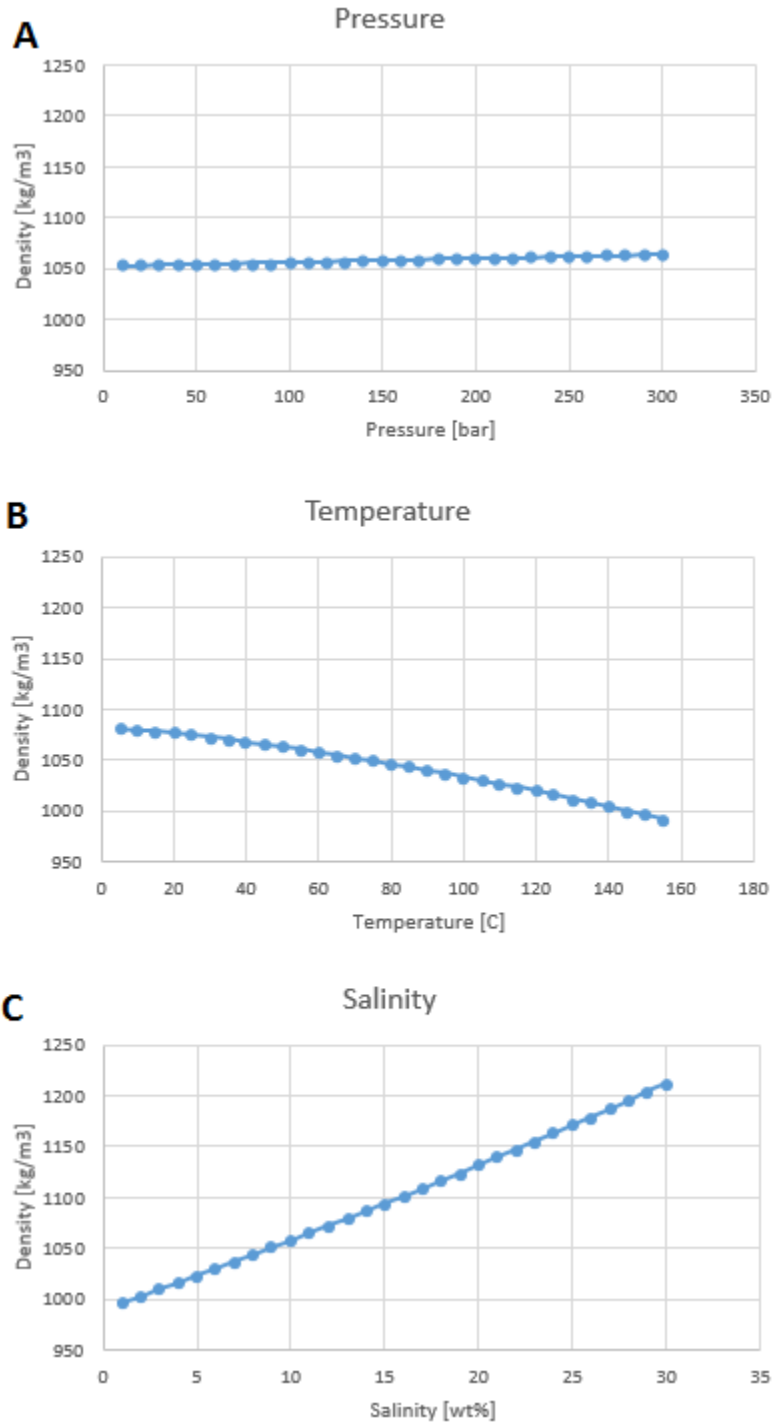 A
Pressure
1250
1200
1150
1100
1050
1000
950
Density [kg/m3]
0 50 100 150 200 250 300 350
Pressure [bar]
B
Temperature
1250
1200
1150
1100
1050
1000
950
Density [kg/m3]
0 20 40 60 80 100 120 140 160 180
Temperature [C]
C
Salinity
1250
1200
1150
1100
1050
1000
950
Density [kg/m3]
0 5 10 15 20 25 30 35
Salinity [wt%]